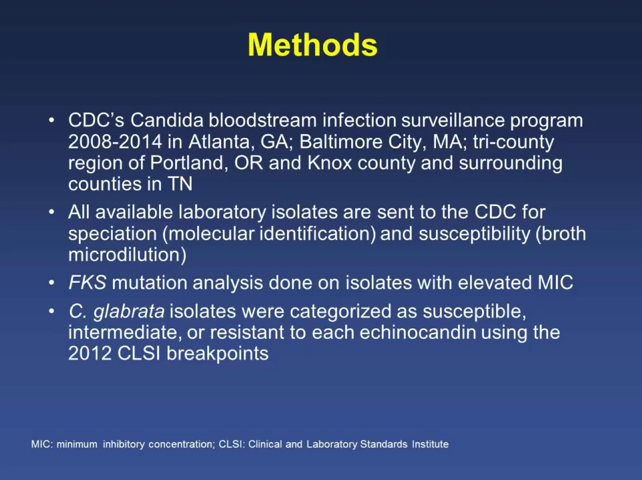 Methods
• CDC's Candida bloodstream infection surveillance program
2008-2014 in Atlanta, GA; Baltimore City, MA; tri-county
region of Portland, OR and Knox county and surrounding
counties in TN
• All available laboratory isolates are sent to the CDC for
speciation (molecular identification) and susceptibility (broth
microdilution)
• FKS mutation analysis done on isolates with elevated MIC
• C. glabrata isolates were categorized as susceptible,
intermediate, or resistant to each echinocandin using the
2012 CLSI breakpoints
MIC: minimum inhibitory concentration; CLSI: Clinical and Laboratory Standards Institute